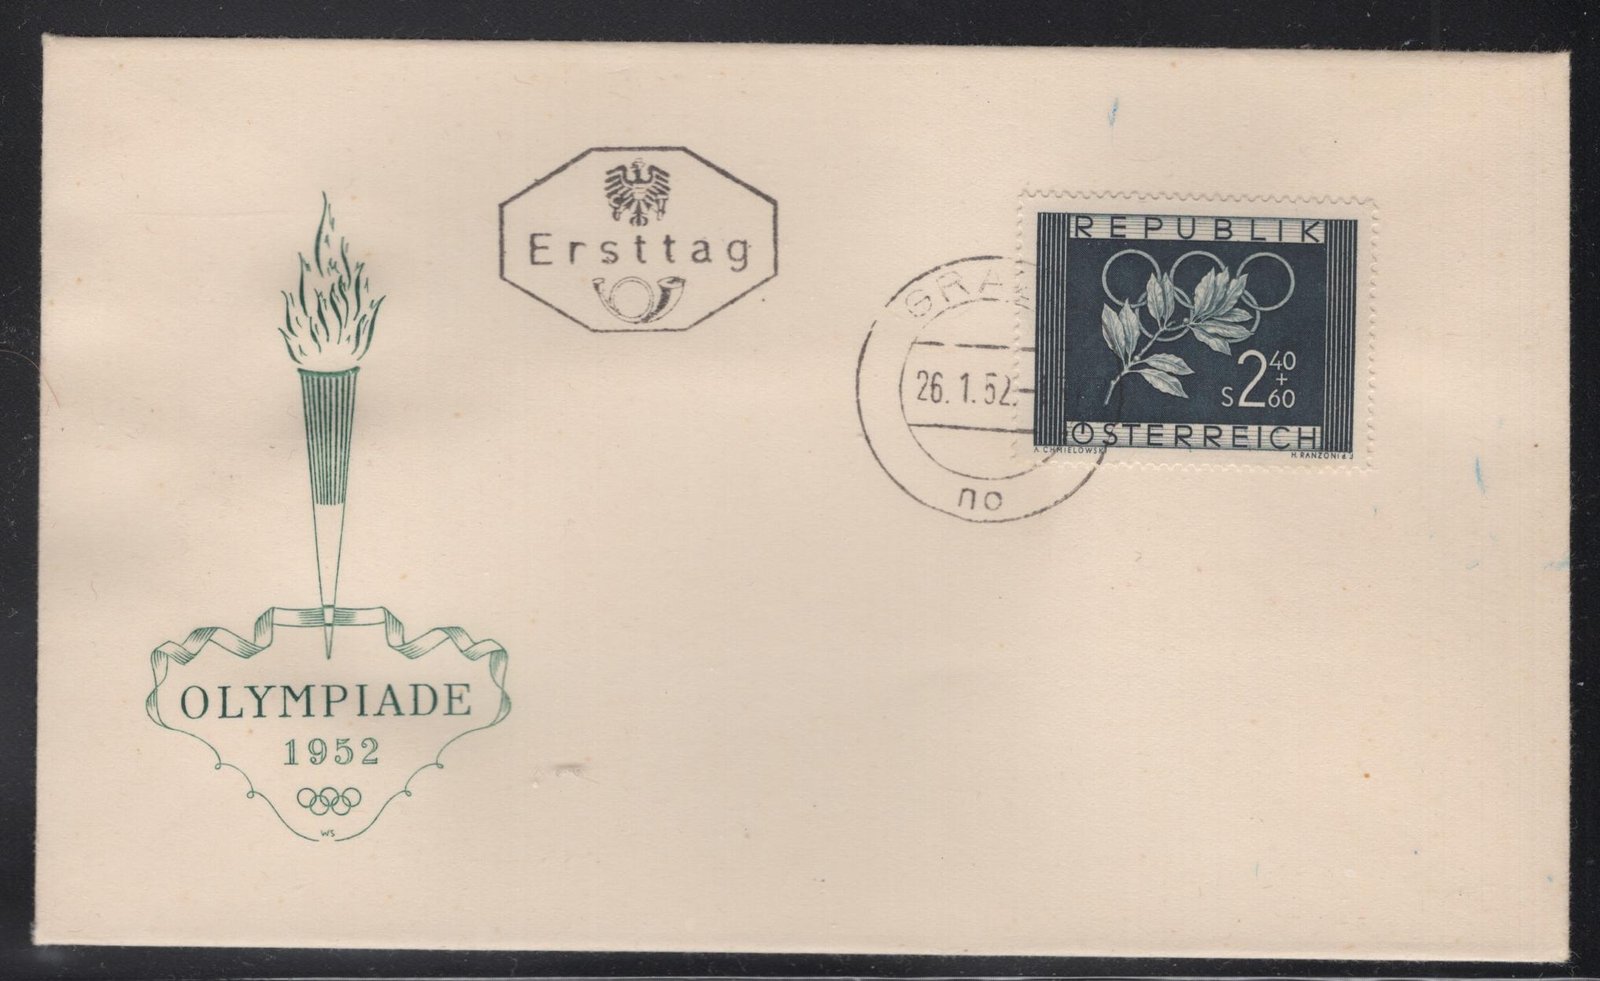 Ersttag
26. 1. 52.
no
REPUBLIK
S 2 40 + 60
ÖSTERREICH
A. CHMIELOWSKI
H. RANZONI d J
OLYMPIADE
1952
WS